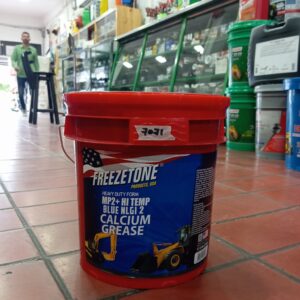 FREEZETONE
PRODUCTS, USA
HEAVY DUTY FORM
MP2+ HI TEMP
BLUE NLGI 2
CALCIUM
GREASE